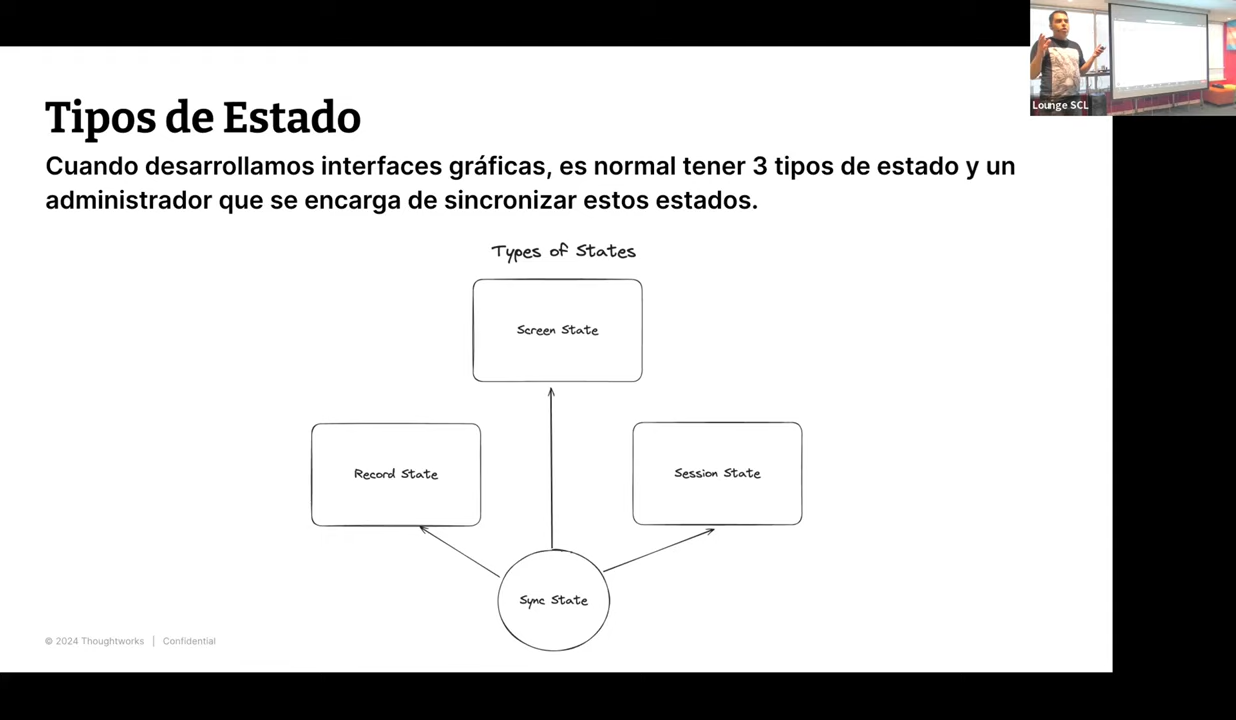 Tipos de Estado
Cuando desarrollamos interfaces gráficas, es normal tener 3 tipos de estado y un
administrador que se encarga de sincronizar estos estados.
Types of States
Screen State
Record State
Session State
Sync State
© 2024 Thoughtworks | Confidential
Lounge SCL